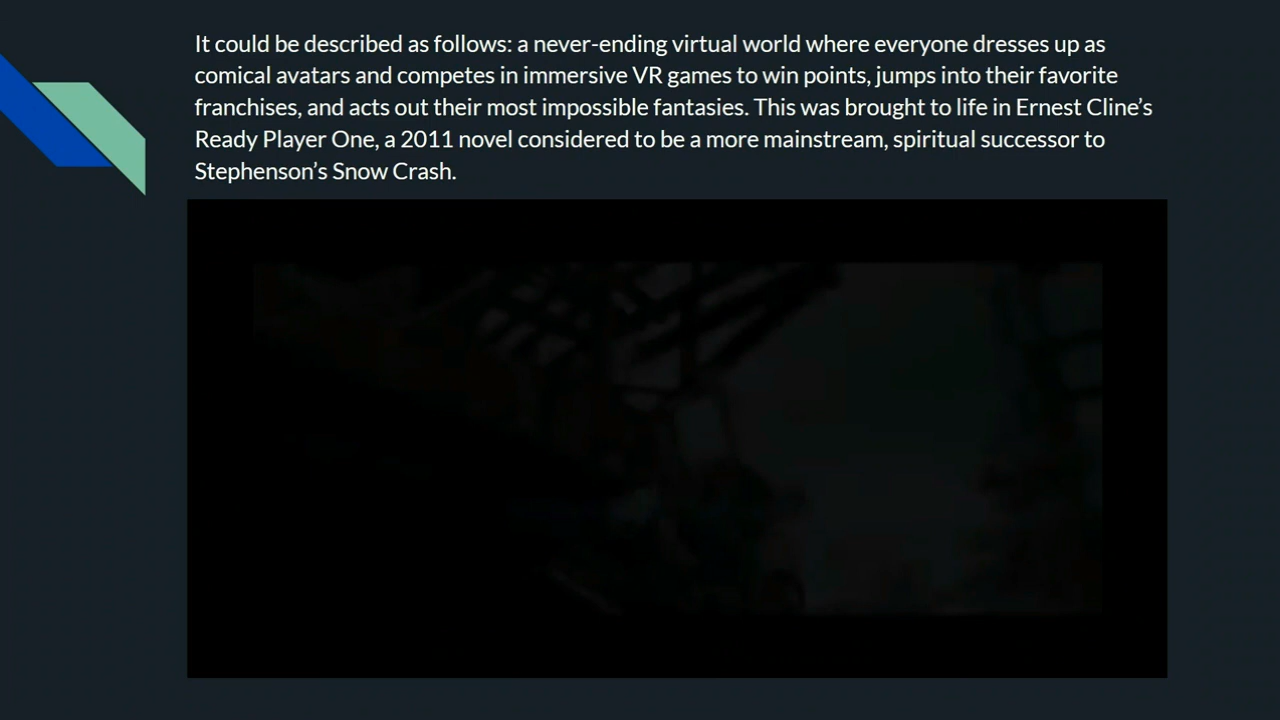 It could be described as follows: a never-ending virtual world where everyone dresses up as
comical avatars and competes in immersive VR games to win points, jumps into their favorite
franchises, and acts out their most impossible fantasies. This was brought to life in Ernest Cline’s
Ready Player One, a 2011 novel considered to be a more mainstream, spiritual successor to
Stephenson’s Snow Crash.